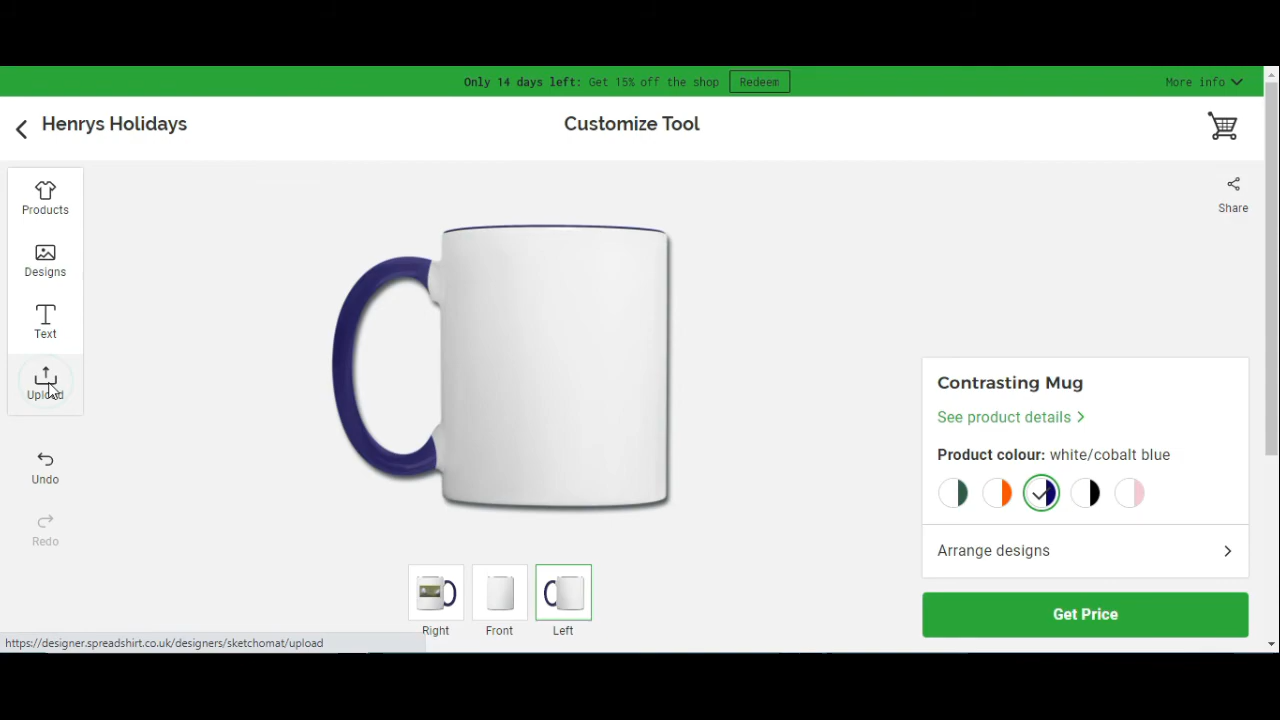 Only 14 days left: Get 15% off the shop
Redeem
More info
Henrys Holidays
Customize Tool
Products
Designs
Text
Upload
Undo
Redo
Share
Contrasting Mug
See product details
Product colour: white/cobalt blue
Arrange designs
Get Price
Right
Front
Left
https://designer.spreadshirt.co.uk/designers/sketchomat/upload